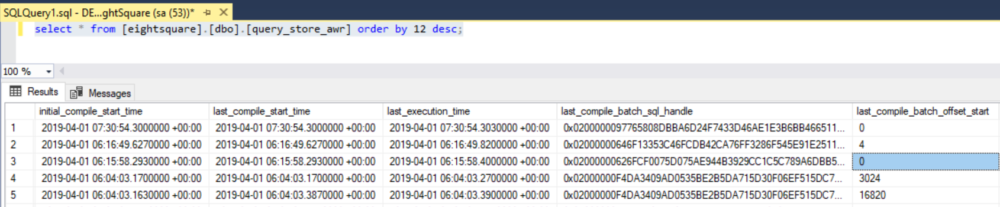 SQLQuery1.sql - DE...ghtSquare (sa (53))*
select * from [eightsquare].[dbo].[query_store_awr] order by 12 desc;
100 %
Results Messages
initial_compile_start_time last_compile_start_time last_execution_time last_compile_batch_sql_handle last_compile_batch_offset_start
1 2019-04-01 07:30:54.3000000 +00:00 2019-04-01 07:30:54.3000000 +00:00 2019-04-01 07:30:54.3030000 +00:00 0x0200000097765808DBBA6D24F7433D46AE1E3B6BB466511... 0
2 2019-04-01 06:16:49.6270000 +00:00 2019-04-01 06:16:49.6270000 +00:00 2019-04-01 06:16:49.8200000 +00:00 0x02000000646F13353C46FCDB42CA76FF3286F545E91E2511... 4
3 2019-04-01 06:15:58.2930000 +00:00 2019-04-01 06:15:58.2930000 +00:00 2019-04-01 06:15:58.4000000 +00:00 0x02000000626FCF0075D075AE944B3929CC1C5C789A6DBB5... 0
4 2019-04-01 06:04:03.1700000 +00:00 2019-04-01 06:04:03.1700000 +00:00 2019-04-01 06:04:03.2700000 +00:00 0x02000000F4DA3409AD0535BE2B5DA715D30F06EF515DC7... 3024
5 2019-04-01 06:04:03.1630000 +00:00 2019-04-01 06:04:03.3870000 +00:00 2019-04-01 06:04:03.3900000 +00:00 0x02000000F4DA3409AD0535BE2B5DA715D30F06EF515DC7... 16820